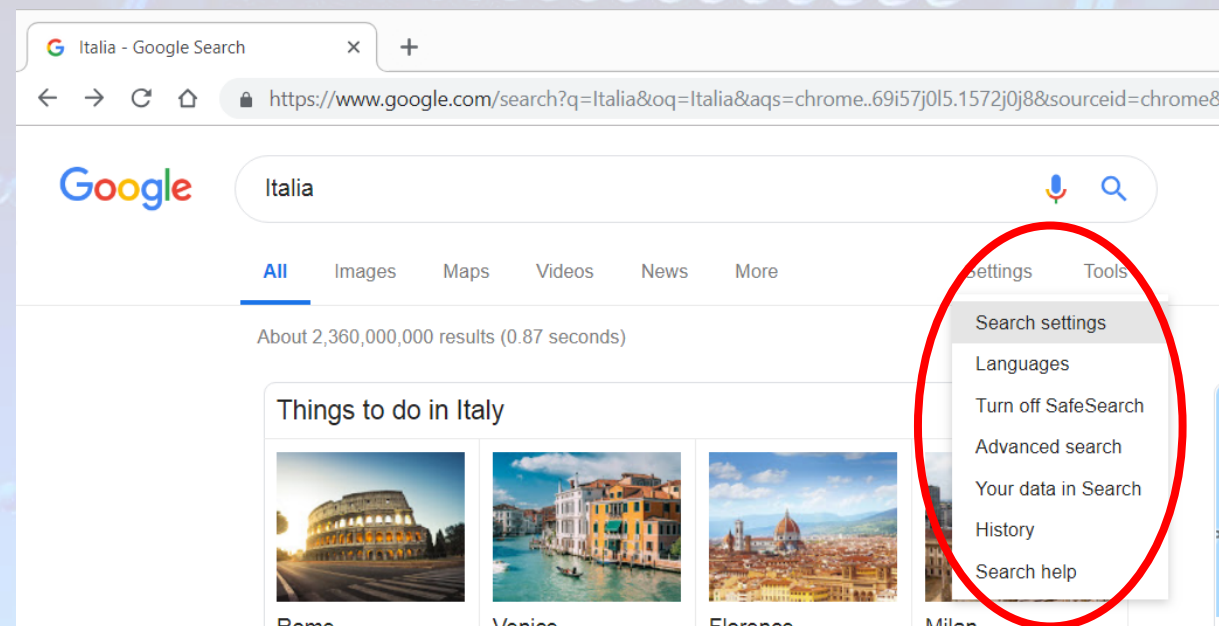 Italia - Google Search
https://www.google.com/search?q=Italia&oq=Italia&aqs=chrome..69i57j0l5.1572j0j8&sourceid=chrome&
Google
Italia
All Images Maps Videos News More Settings Tools
About 2,360,000,000 results (0.87 seconds)
Search settings
Languages
Turn off SafeSearch
Advanced search
Your data in Search
History
Search help
Things to do in Italy
Rome Venice Florence Milan